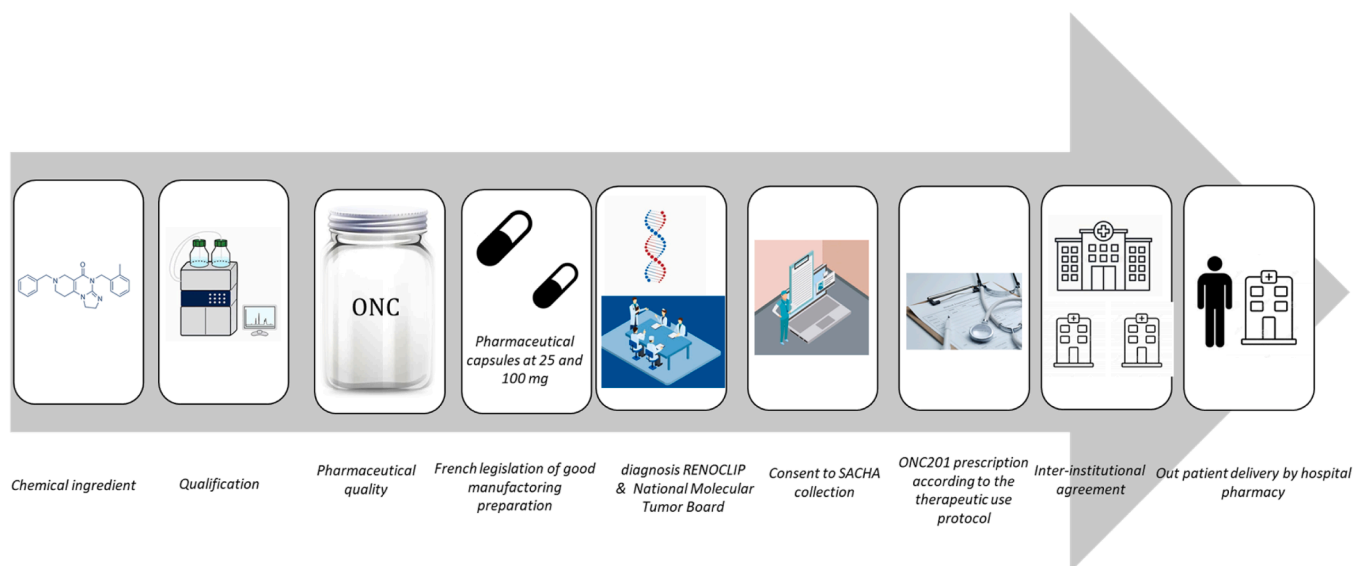 O
N
N
N
N
ONC
Pharmaceutical
capsules at 25 and
100 mg
Chemical ingredient
Qualification
Pharmaceutical
quality
French legislation of good
manufactoring
preparation
diagnosis RENOCLIP
& National Molecular
Tumor Board
Consent to SACHA
collection
ONC201 prescription
according to the
therapeutic use
protocol
Inter-institutional
agreement
Out patient delivery by hospital
pharmacy